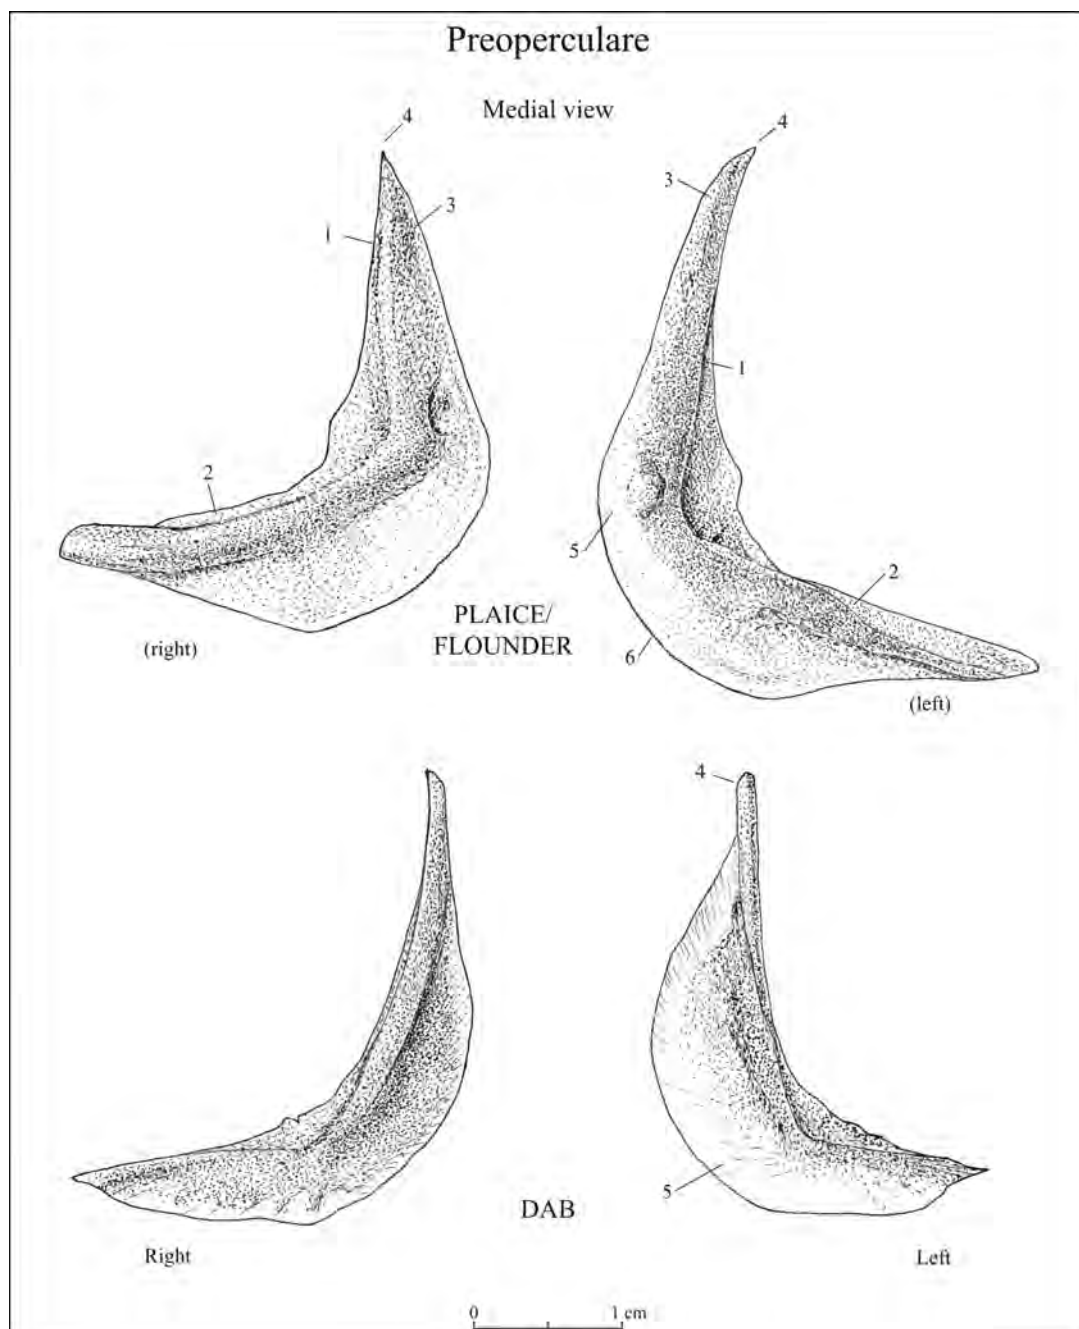 Preoperculare
Medial view
4
4
3
3
1
1
2
5
2
PLAICE/
FLOUNDER
(right)
6
(left)
4
5
DAB
Right
Left
0
1 cm